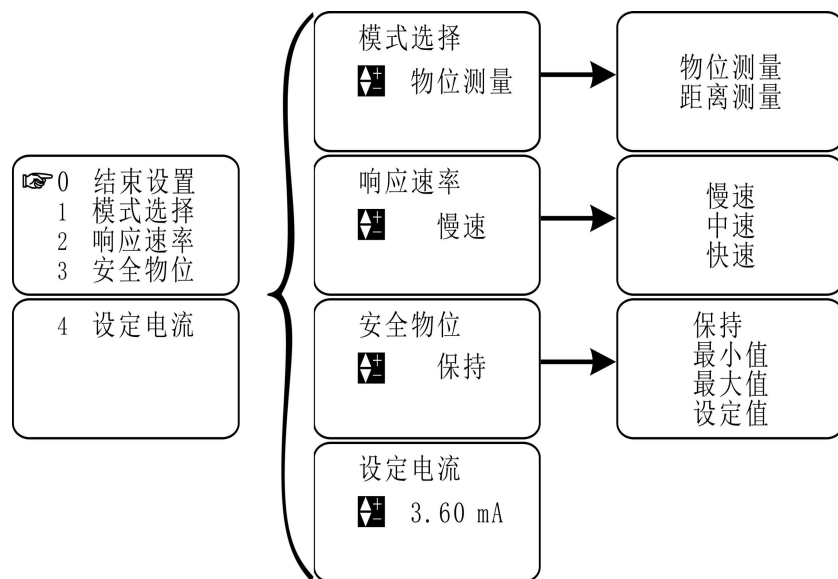 0 结束设置
1 模式选择
2 响应速率
3 安全物位
4 设定电流
模式选择
物位测量
物位测量
距离测量
响应速率
慢速
慢速
中速
快速
安全物位
保持
保持
最小值
最大值
设定值
设定电流
3.60 mA